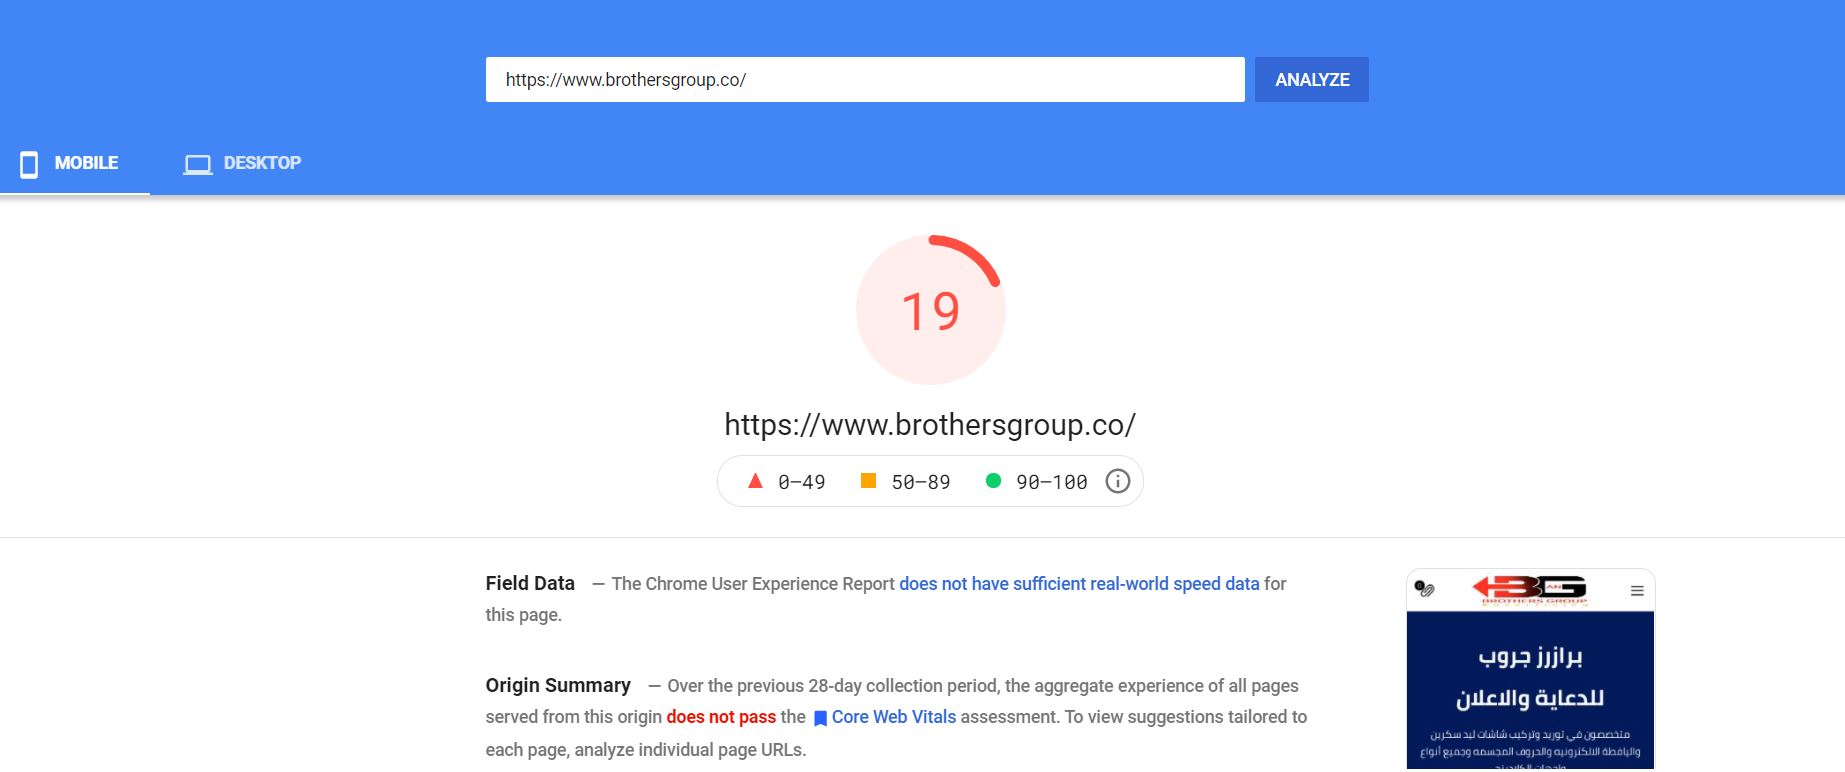 https://www.brothersgroup.co/
ANALYZE
MOBILE
DESKTOP
19
https://www.brothersgroup.co/
0–49
50–89
90–100
Field Data — The Chrome User Experience Report does not have sufficient real-world speed data for
this page.
Origin Summary — Over the previous 28-day collection period, the aggregate experience of all pages
served from this origin does not pass the Core Web Vitals assessment. To view suggestions tailored to
each page, analyze individual page URLs.
0
BROTHERS GROUP
برازرز جروب
للدعاية والاعلان
متخصصون في توريد وتركيب شاشات ليد سكرين
واليافطة الالكترونيه والحروف المجسمه وجميع أنواع